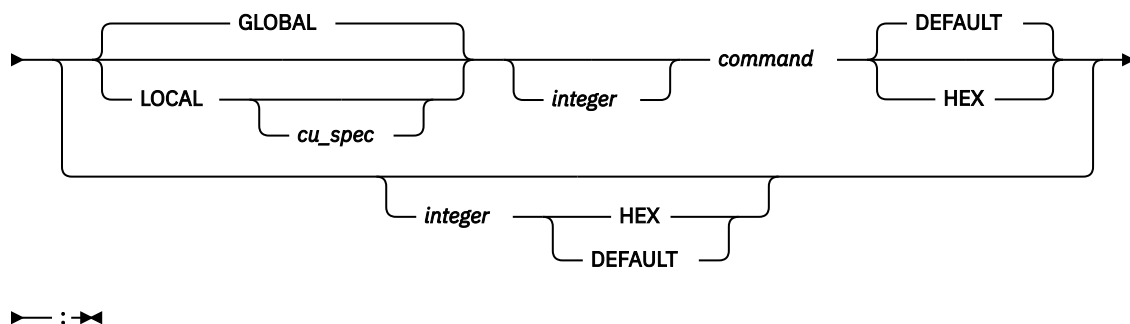 GLOBAL DEFAULT
command
LOCAL integer HEX
cu_spec
integer HEX
DEFAULT
;